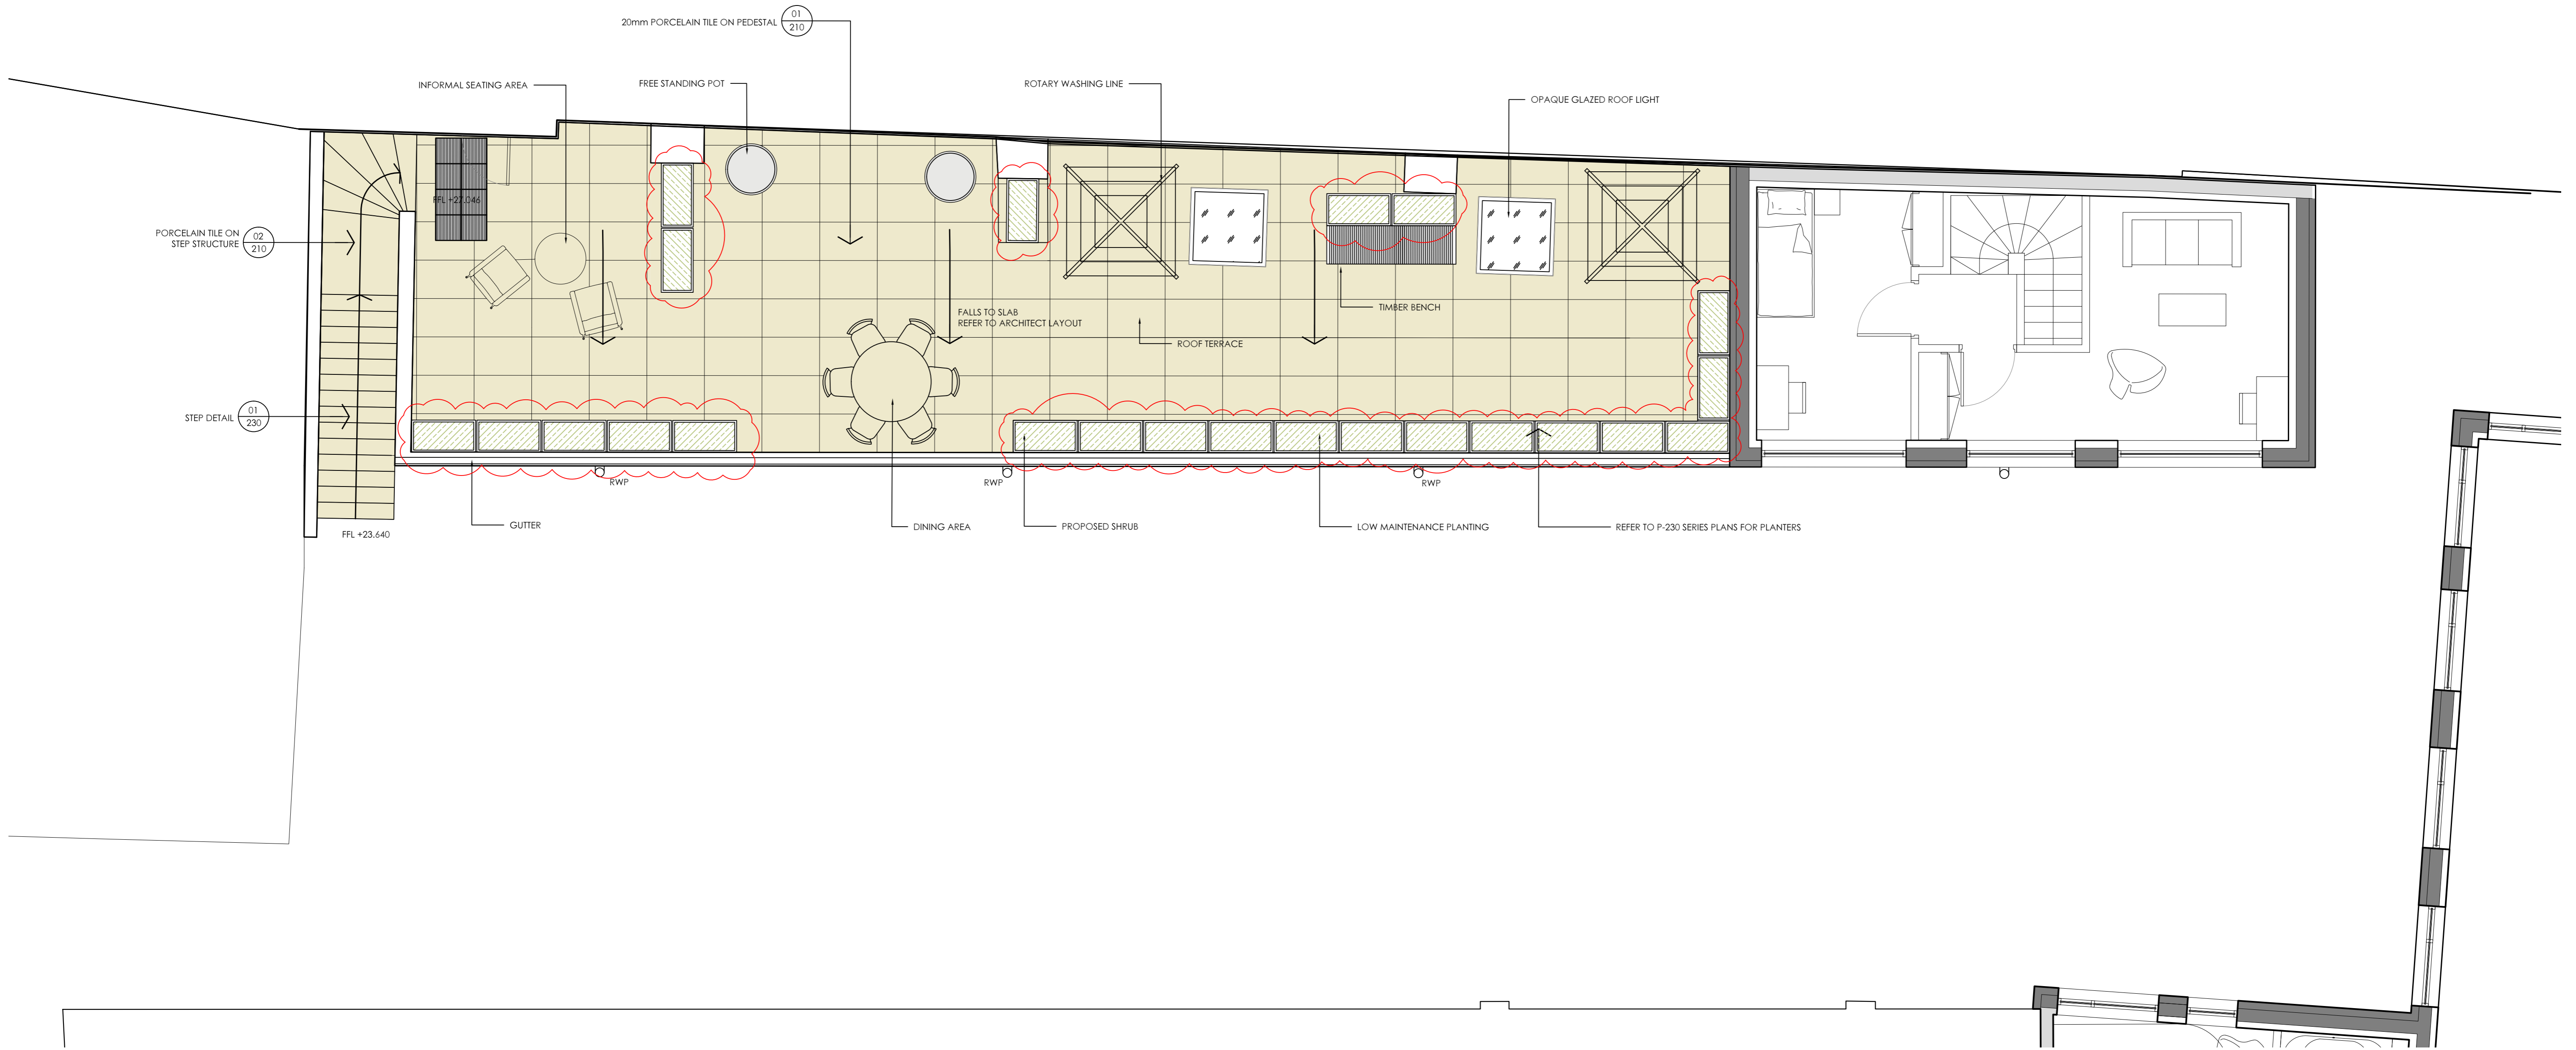 20mm PORCELAIN TILE ON PEDESTAL
01
210
INFORMAL SEATING AREA
FREE STANDING POT
ROTARY WASHING LINE
OPAQUE GLAZED ROOF LIGHT
FFL +27.046
PORCELAIN TILE ON
STEP STRUCTURE
02
210
FALLS TO SLAB
REFER TO ARCHITECT LAYOUT
TIMBER BENCH
ROOF TERRACE
STEP DETAIL
01
230
RWP
RWP
RWP
GUTTER
DINING AREA
PROPOSED SHRUB
LOW MAINTENANCE PLANTING
REFER TO P-230 SERIES PLANS FOR PLANTERS
FFL +23.640